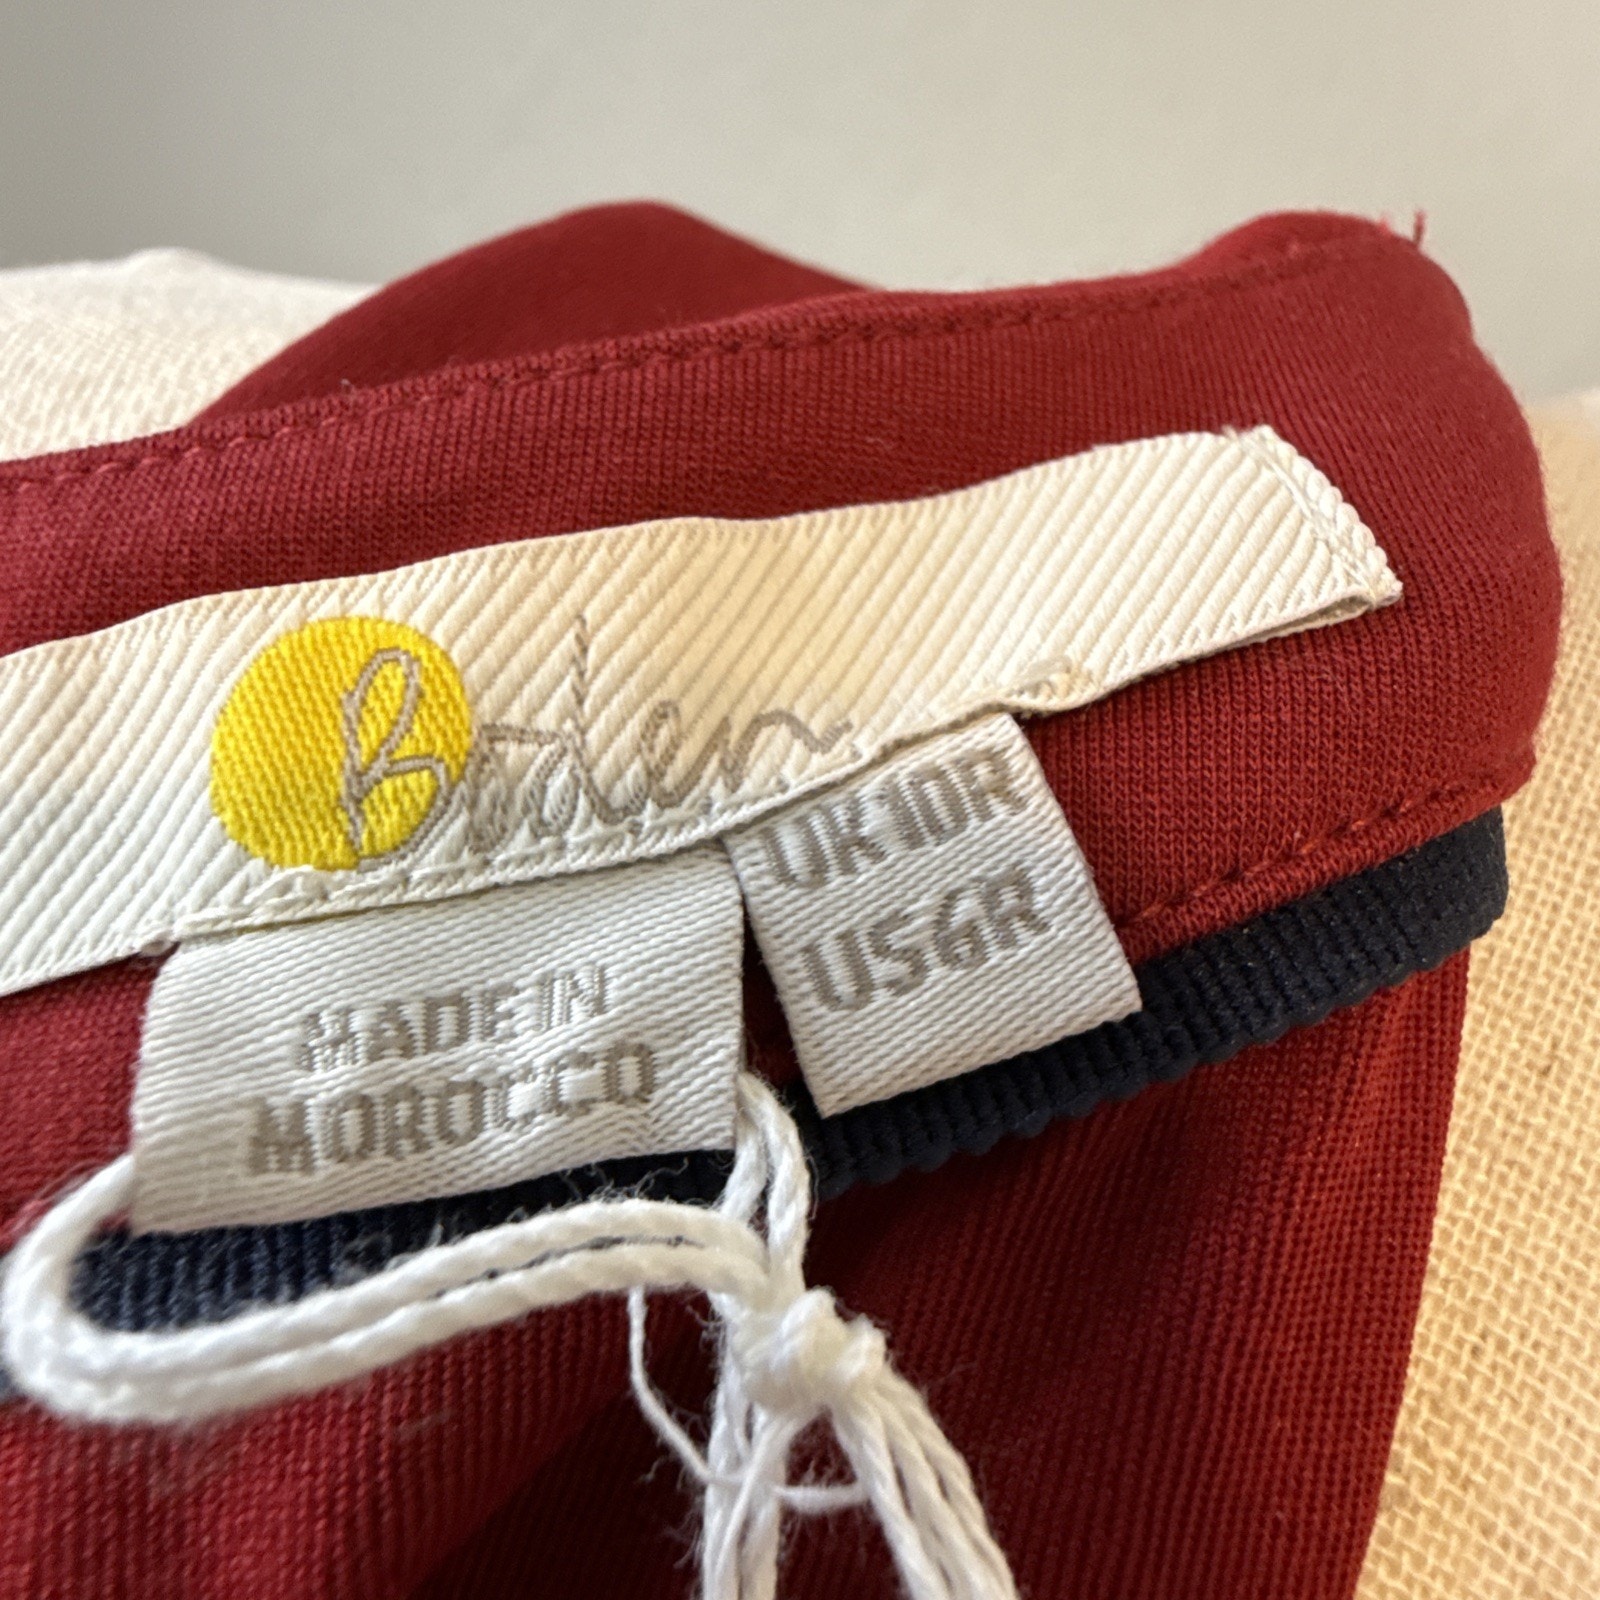 Boden
MADE IN
MOROCCO
UK 10R
US 6R